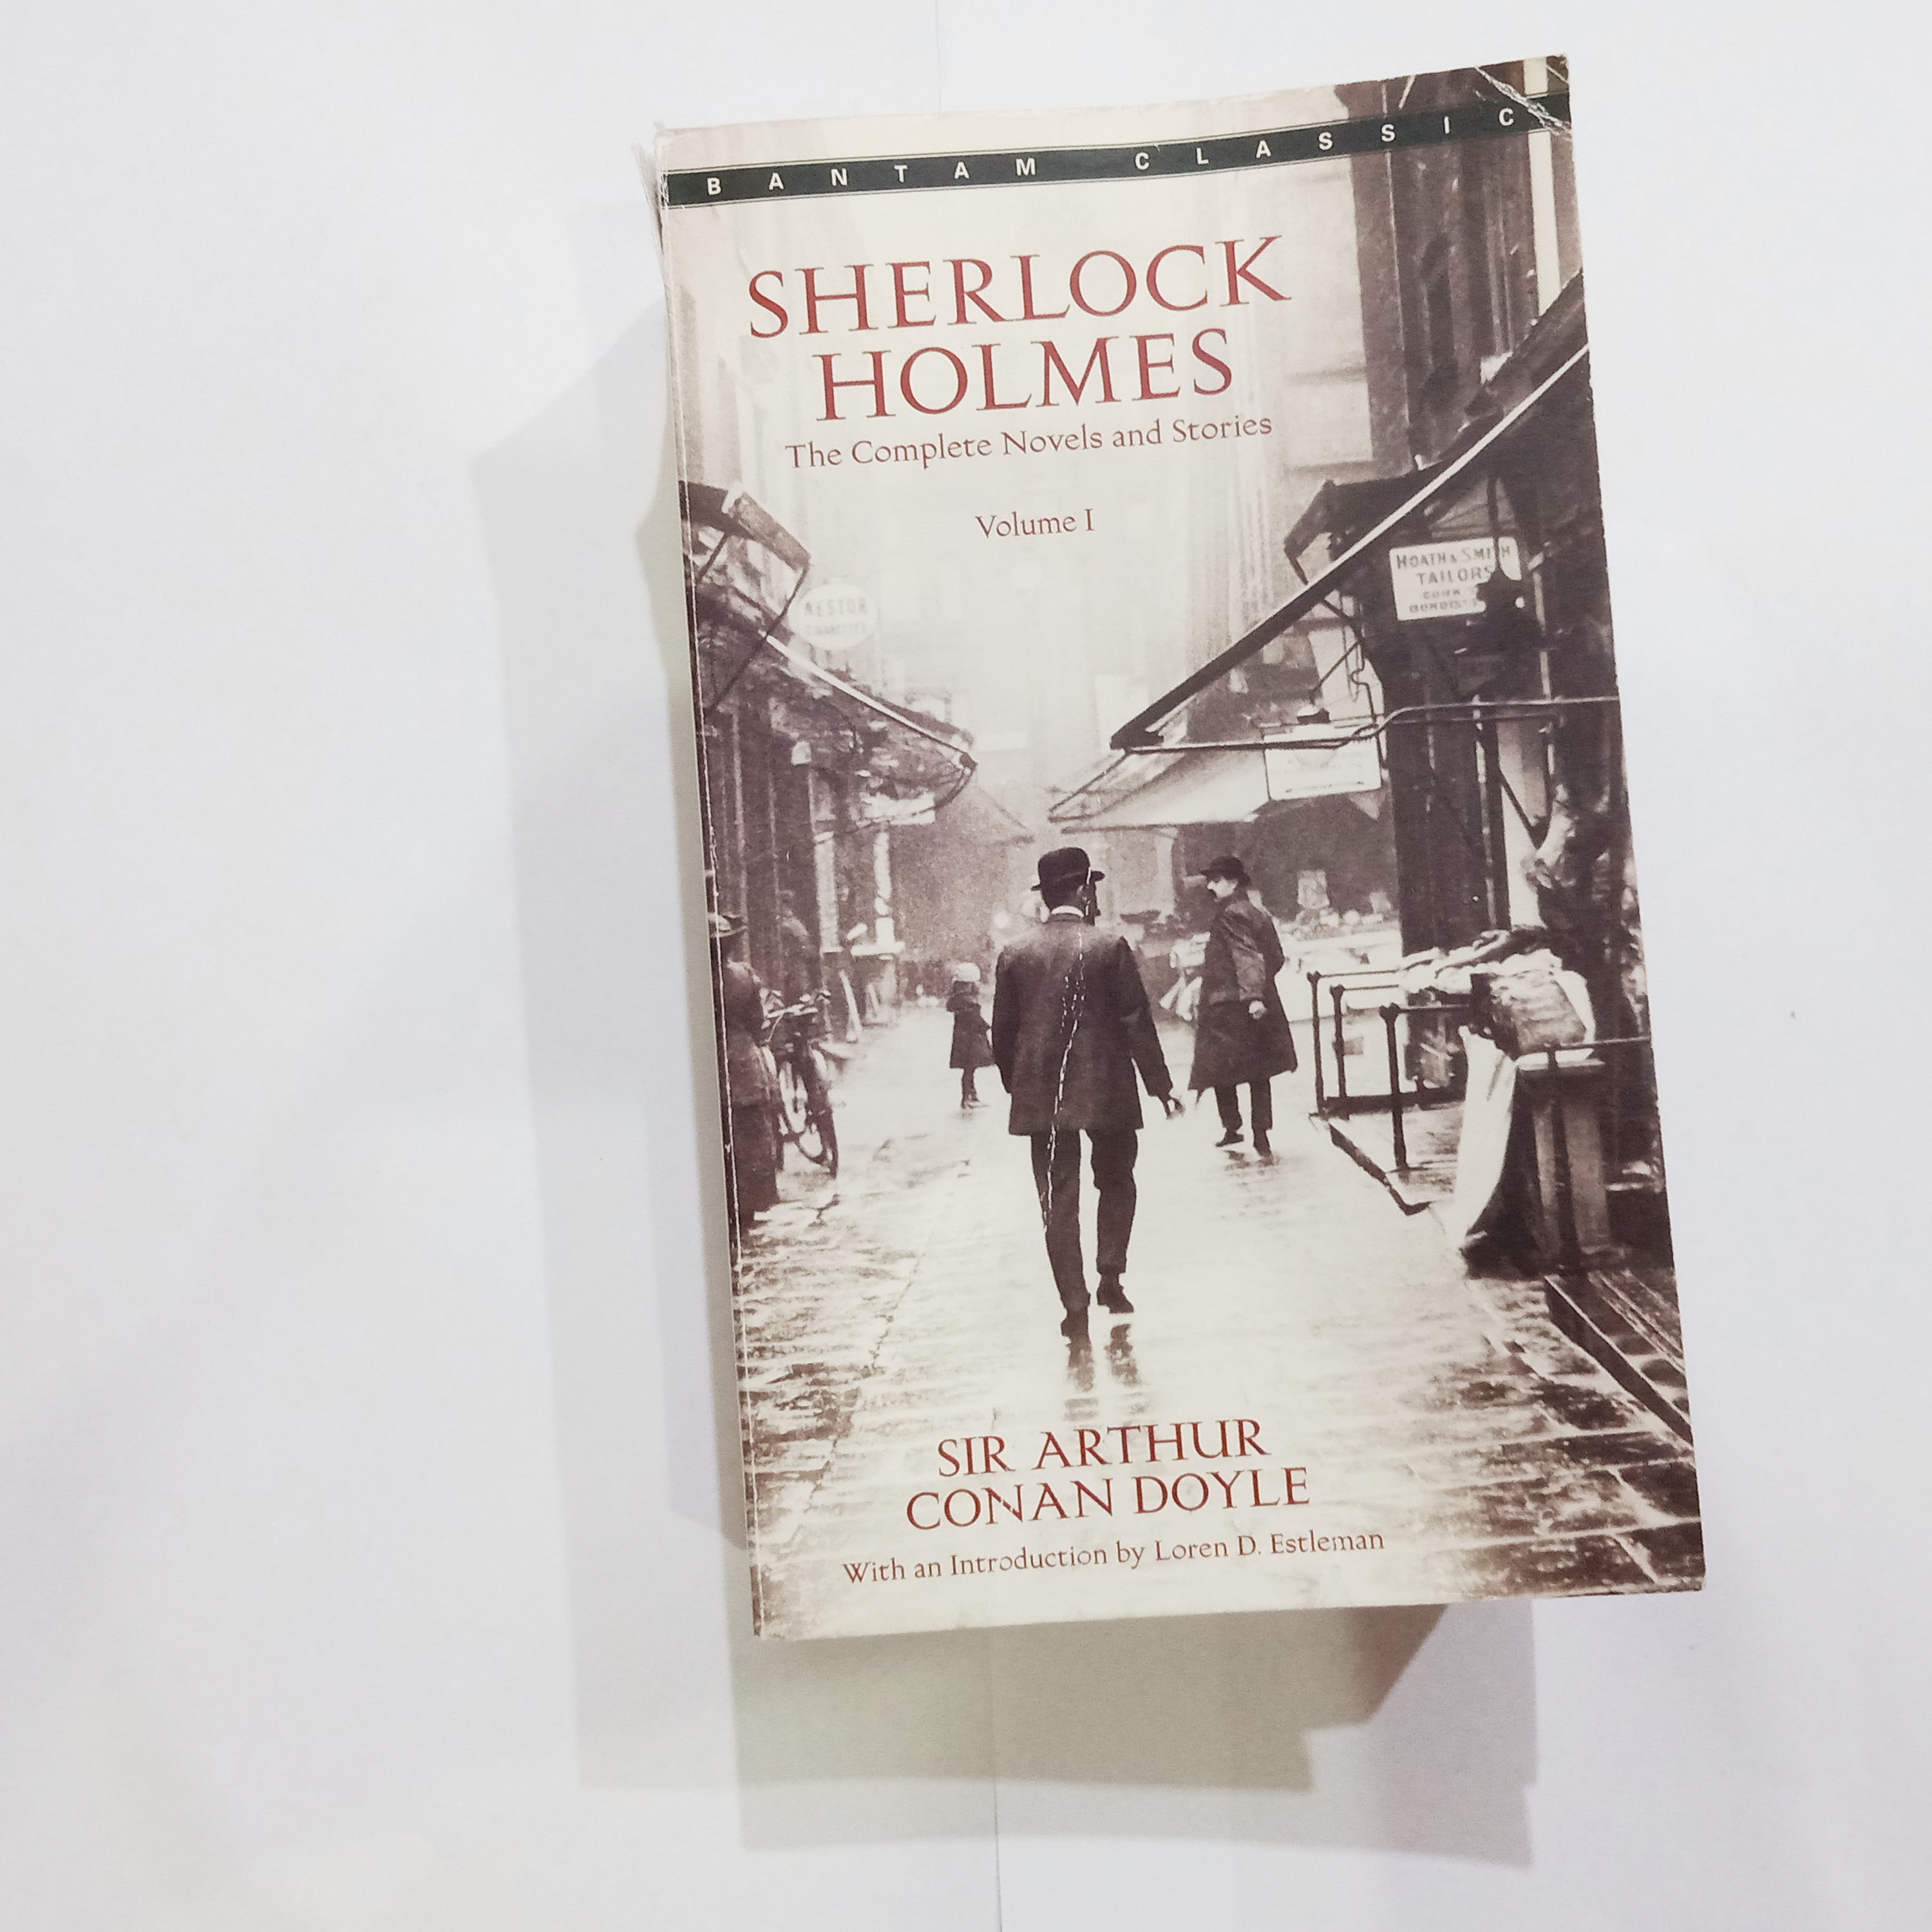 BANTAM CLASSIC
SHERLOCK
HOLMES
The Complete Novels and Stories
Volume I
NESTOR
HOATH & SMITH
TAILORS
SIR ARTHUR
CONAN DOYLE
With an Introduction by Loren D. Estleman